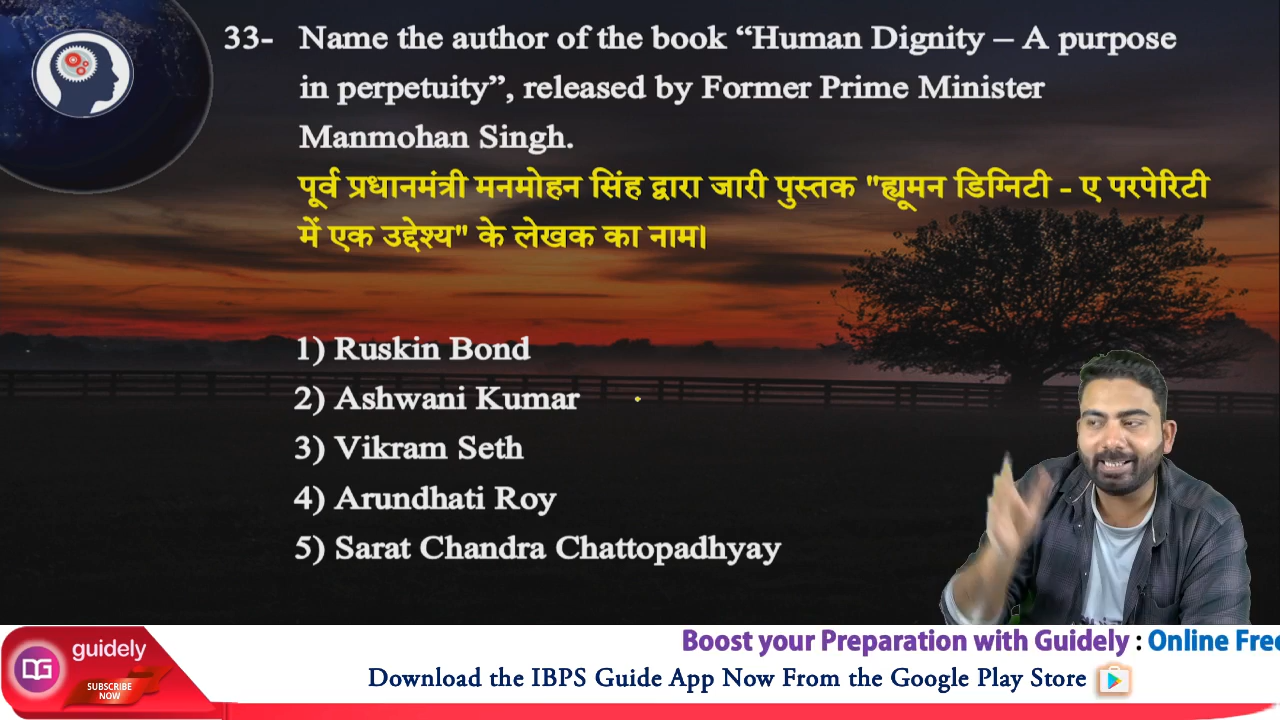 33- Name the author of the book “Human Dignity – A purpose
in perpetuity”, released by Former Prime Minister
Manmohan Singh.
पूर्व प्रधानमंत्री मनमोहन सिंह द्वारा जारी पुस्तक "ह्यूमन डिग्निटी - ए परपेरिटी
में एक उद्देश्य" के लेखक का नाम।
1) Ruskin Bond
2) Ashwani Kumar
3) Vikram Seth
4) Arundhati Roy
5) Sarat Chandra Chattopadhyay
Boost your Preparation with Guidely : Online Free
guidely
Download the IBPS Guide App Now From the Google Play Store
SUBSCRIBE
NOW